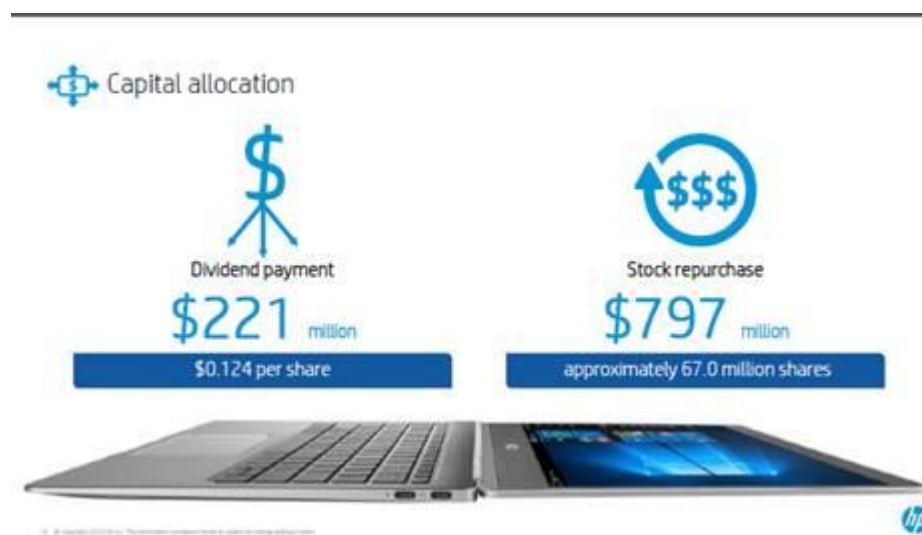 Capital allocation
$
$$$
Dividend payment
Stock repurchase
$221 million
$797 million
$0.124 per share
approximately 67.0 million shares
hp